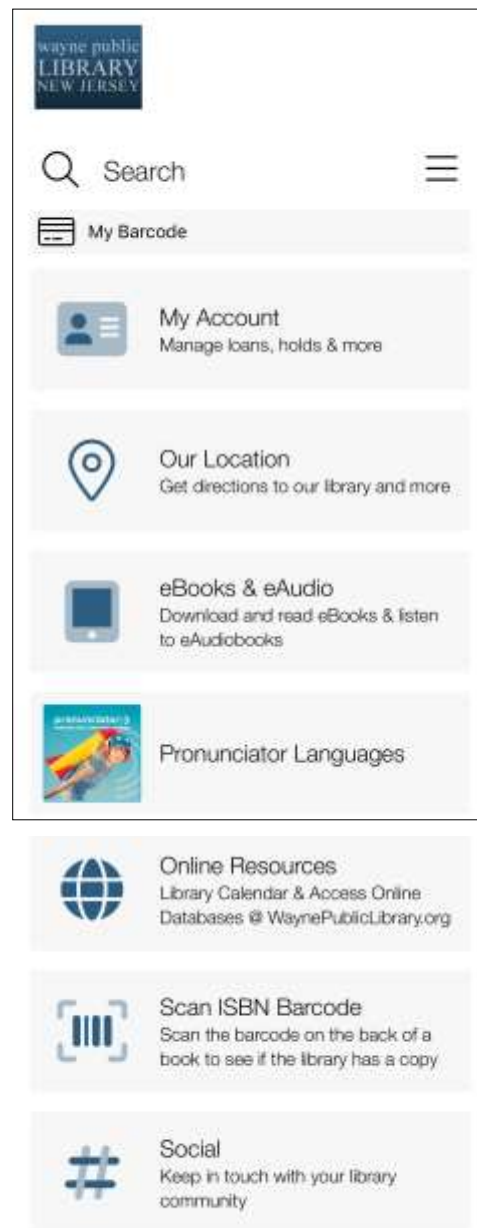 wayne public
LIBRARY
NEW JERSEY
Search
My Barcode
My Account
Manage loans, holds & more
Our Location
Get directions to our library and more
eBooks & eAudio
Download and read eBooks & listen
to eAudiobooks
pronunciator
Pronunciator Languages
Online Resources
Library Calendar & Access Online
Databases @ WaynePublicLibrary.org
Scan ISBN Barcode
Scan the barcode on the back of a
book to see if the library has a copy
Social
Keep in touch with your library
community